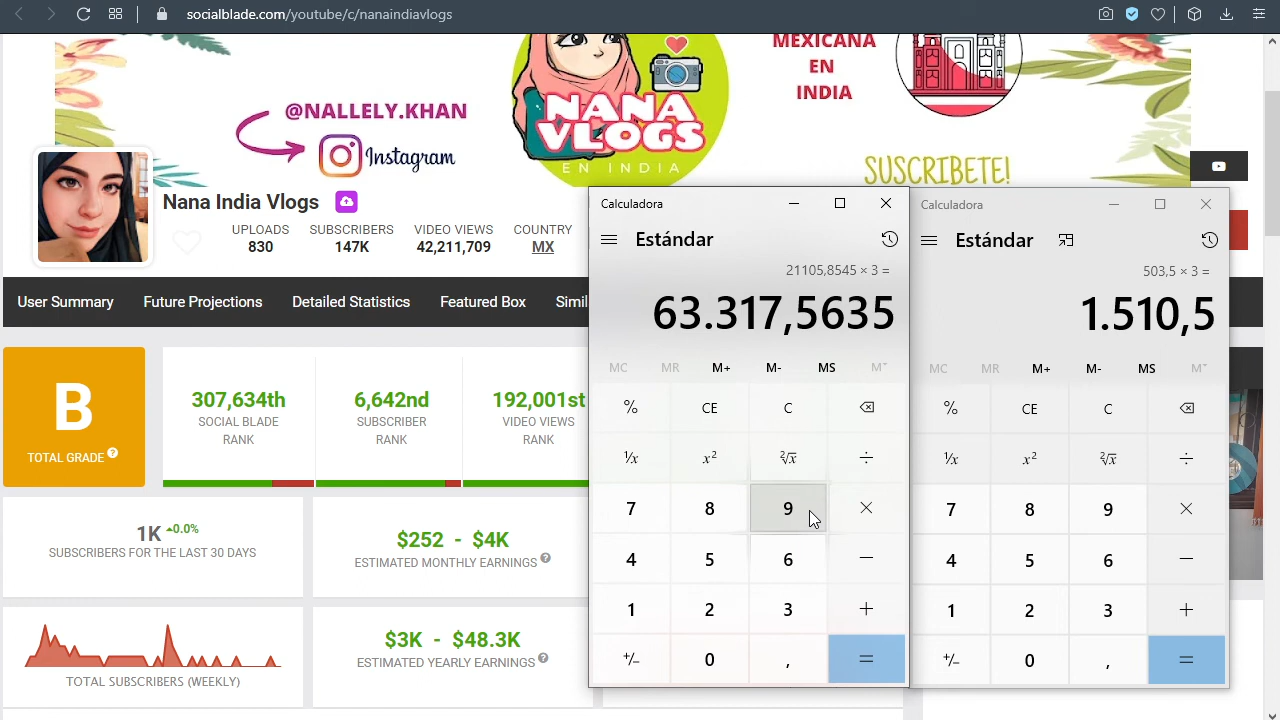 socialblade.com/youtube/c/nanaindiavlogs
@NALLELY.KHAN
Instagram
NANA
VLOGS
EN INDIA
MEXICANA
EN
INDIA
SUSCRIBETE!
Nana India Vlogs
UPLOADS
830
SUBSCRIBERS
147K
VIDEO VIEWS
42,211,709
COUNTRY
MX
User Summary
Future Projections
Detailed Statistics
Featured Box
Simil
B
TOTAL GRADE ?
307,634th
SOCIAL BLADE
RANK
6,642nd
SUBSCRIBER
RANK
192,001st
VIDEO VIEWS
RANK
1K 0.0%
SUBSCRIBERS FOR THE LAST 30 DAYS
$252 - $4K
ESTIMATED MONTHLY EARNINGS ?
TOTAL SUBSCRIBERS (WEEKLY)
$3K - $48.3K
ESTIMATED YEARLY EARNINGS ?
Calculadora
Estándar
21105,8545 × 3 =
63.317,5635
MC MR M+ M- MS M˅
% CE C
¹/x x² ²√x ÷
7 8 9 ×
4 5 6 −
1 2 3 +
+/− 0 , =
Calculadora
Estándar
503,5 × 3 =
1.510,5
MC MR M+ M- MS M˅
% CE C
¹/x x² ²√x ÷
7 8 9 ×
4 5 6 −
1 2 3 +
+/− 0 , =